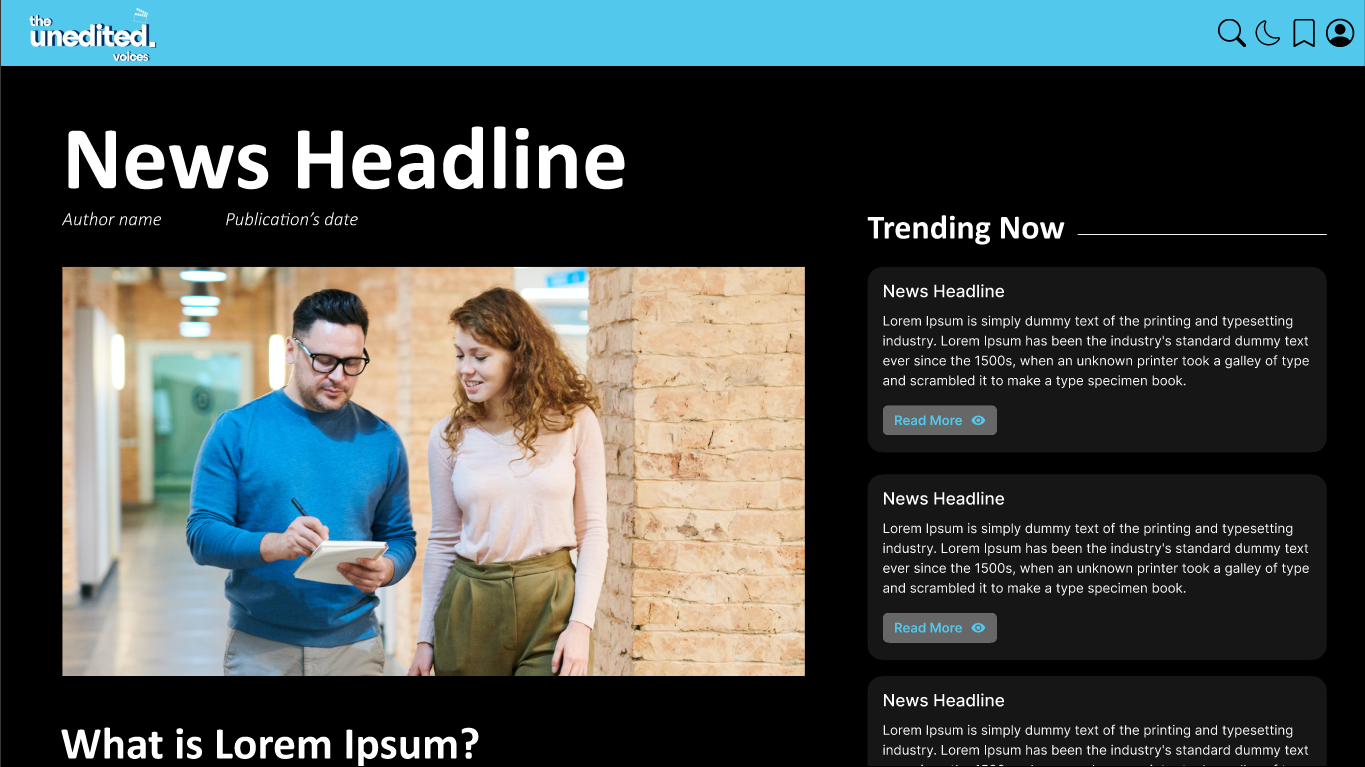 the
unedited.
voices
News Headline
Author name Publication’s date
Trending Now
News Headline
Lorem Ipsum is simply dummy text of the printing and typesetting
industry. Lorem Ipsum has been the industry's standard dummy text
ever since the 1500s, when an unknown printer took a galley of type
and scrambled it to make a type specimen book.
Read More
News Headline
Lorem Ipsum is simply dummy text of the printing and typesetting
industry. Lorem Ipsum has been the industry's standard dummy text
ever since the 1500s, when an unknown printer took a galley of type
and scrambled it to make a type specimen book.
Read More
News Headline
Lorem Ipsum is simply dummy text of the printing and typesetting
industry. Lorem Ipsum has been the industry's standard dummy text
What is Lorem Ipsum?